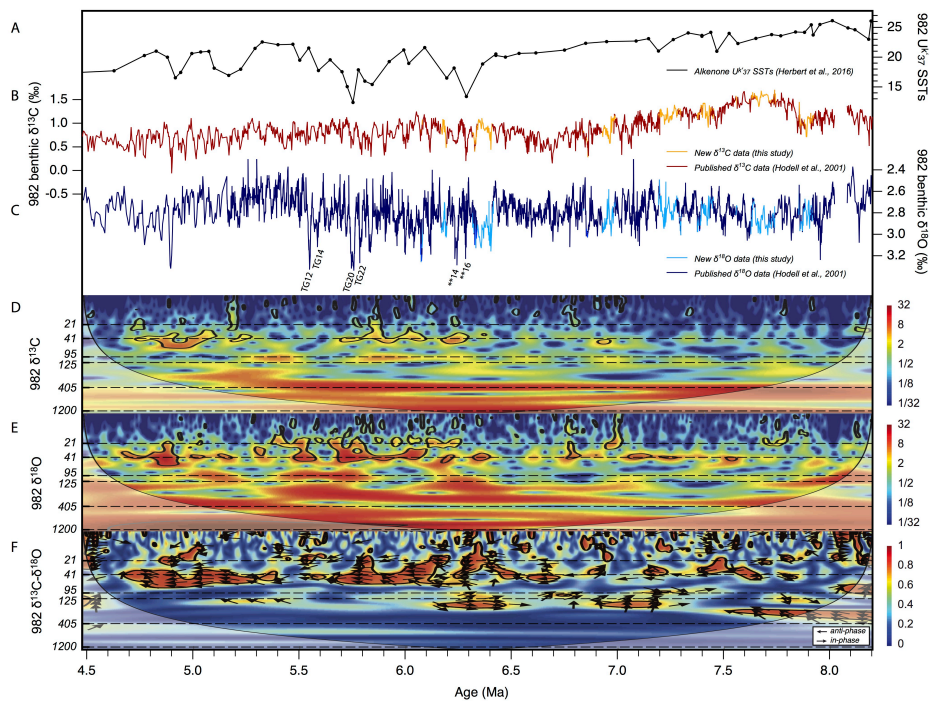 A
25
20
15
982 Uk'37 SSTs
Alkenone Uk'37 SSTs (Herbert et al., 2016)
B
982 benthic δ13C (‰)
1.5
1.0
0.5
0.0
-0.5
New δ13C data (this study)
Published δ13C data (Hodell et al., 2001)
C
2.4
2.6
2.8
3.0
3.2
982 benthic δ18O (‰)
New δ18O data (this study)
Published δ18O data (Hodell et al., 2001)
TG12
TG14
TG20
TG22
**14
**16
D
982 δ13C
21
41
95
125
405
1200
32
8
2
1/2
1/8
1/32
E
982 δ18O
21
41
95
125
405
1200
32
8
2
1/2
1/8
1/32
F
982 δ13C-δ18O
21
41
95
125
405
1200
1
0.8
0.6
0.4
0.2
0
anti-phase
in-phase
4.5 5.0 5.5 6.0 6.5 7.0 7.5 8.0
Age (Ma)